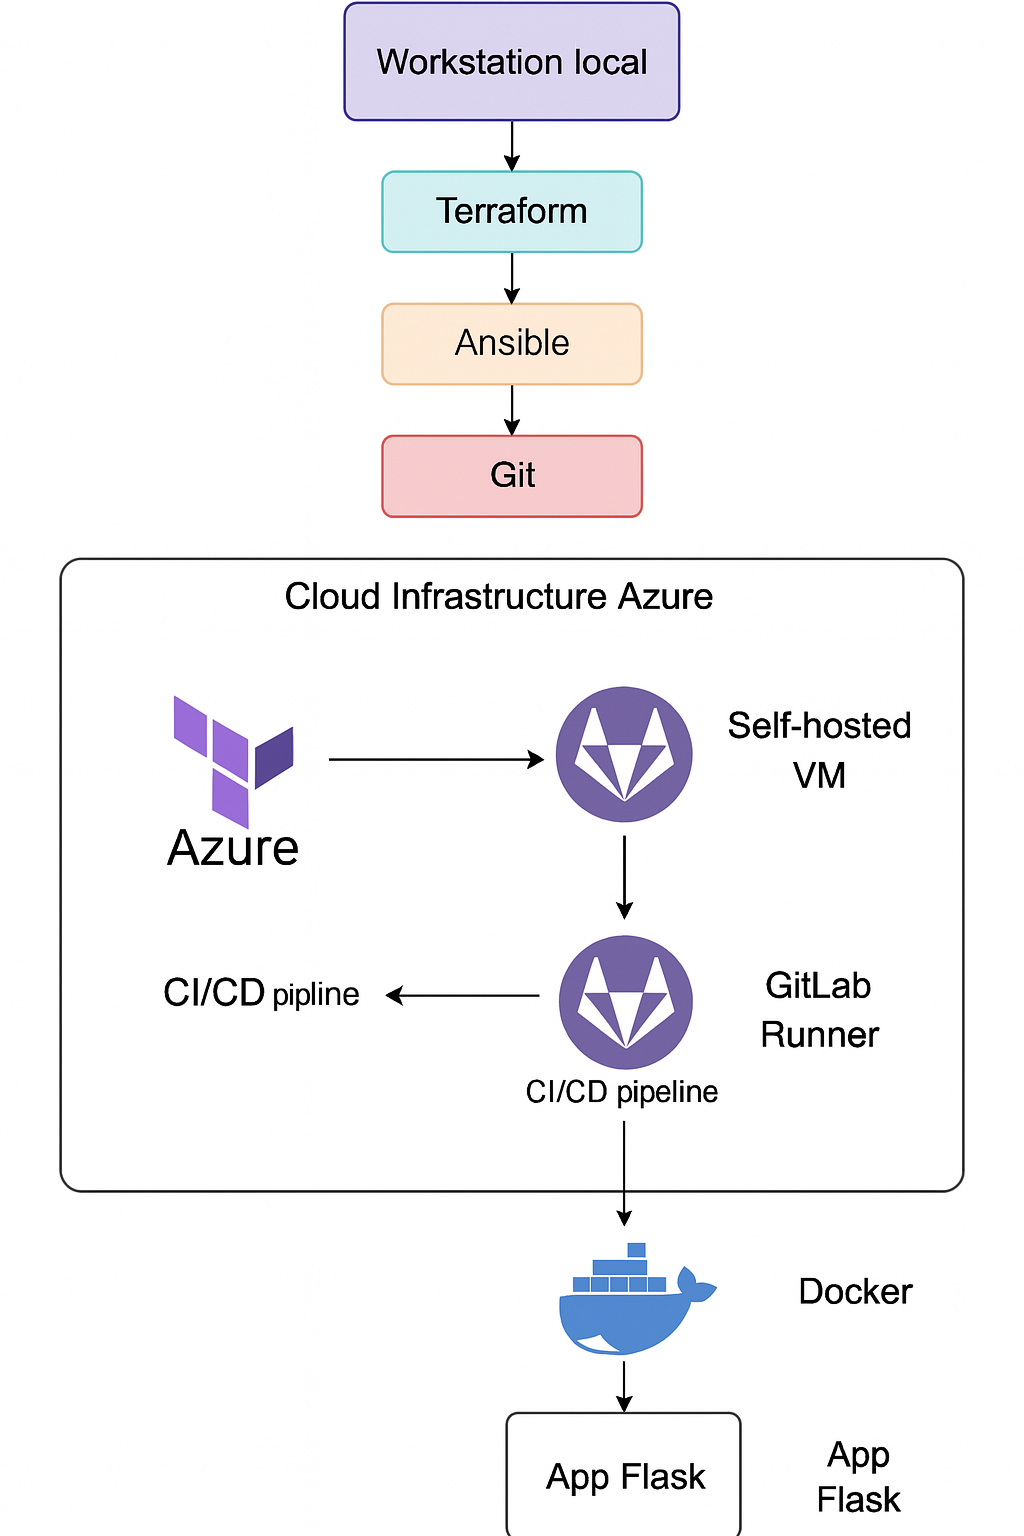 Workstation local
Terraform
Ansible
Git
Cloud Infrastructure Azure
Self-hosted
VM
Azure
CI/CD pipline
GitLab
Runner
CI/CD pipeline
Docker
App Flask
App
Flask